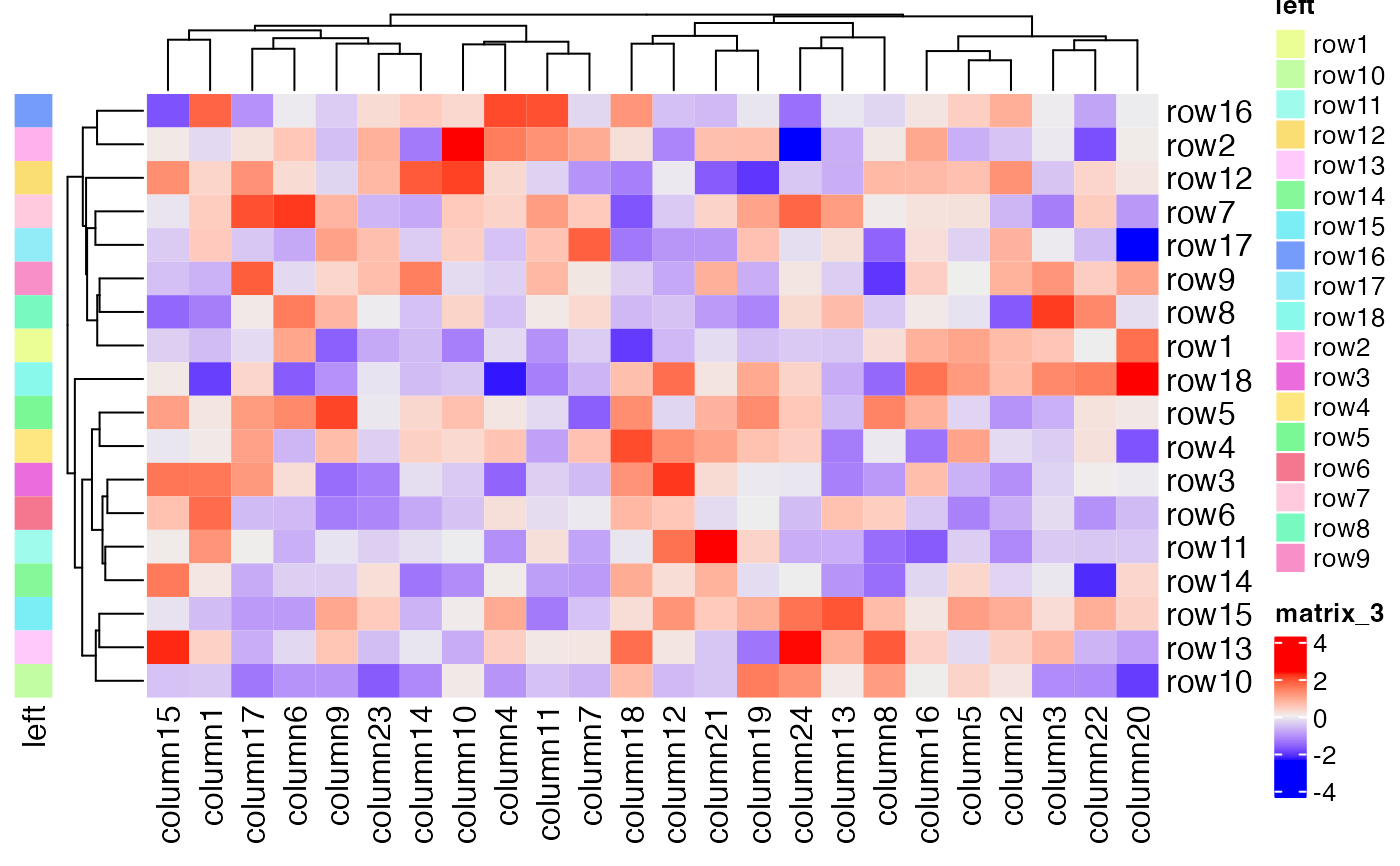 left
row1
row10
row11
row12
row13
row14
row15
row16
row17
row18
row2
row3
row4
row5
row6
row7
row8
row9
row16
row2
row12
row7
row17
row9
row8
row1
row18
row5
row4
row3
row6
row11
row14
row15
row13
row10
matrix_3
4
2
0
-2
-4
left
column15
column1
column17
column6
column9
column23
column14
column10
column4
column11
column7
column18
column12
column21
column19
column24
column13
column8
column16
column5
column2
column3
column22
column20